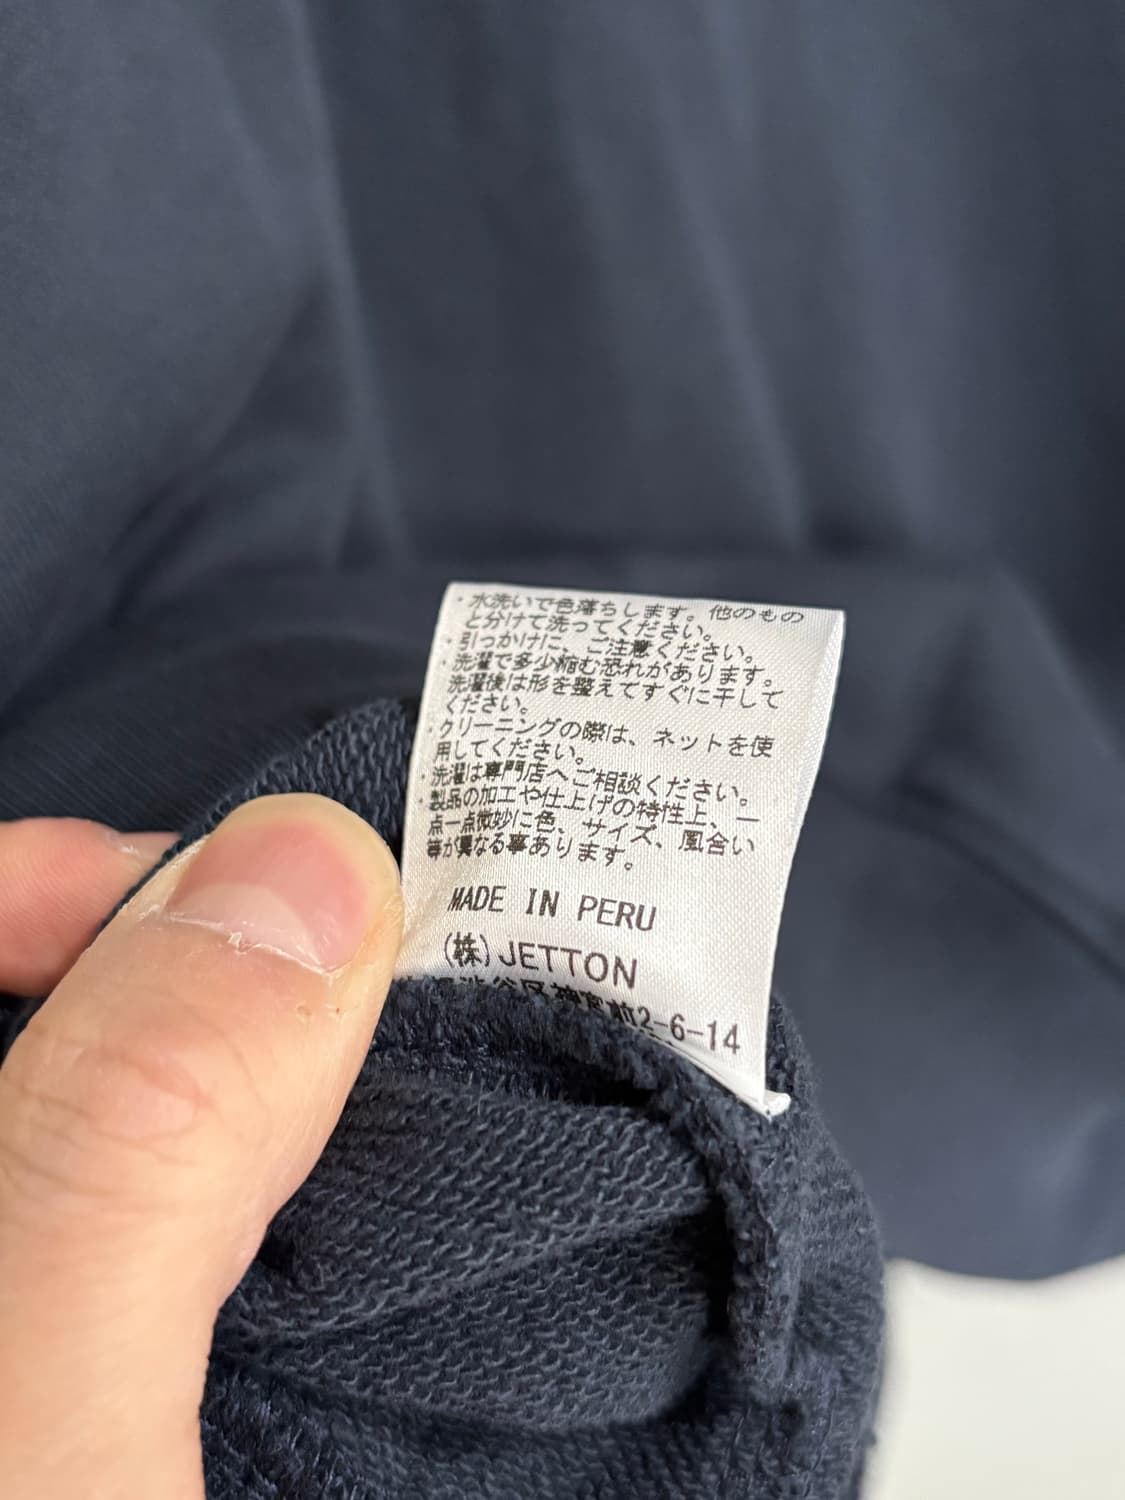 ・水洗いで色落ちします。他のもの
と分けて洗ってください。
・引っかけに、ご注意ください。
・洗濯で多少縮む恐れがあります。
洗濯後は形を整えてすぐに干して
ください。
・クリーニングの際は、ネットを使
用してください。
・洗濯は専門店へご相談ください。
・製品の加工や仕上げの特性上、一
点一点微妙に色、サイズ、風合い
等が異なる事あります。
MADE IN PERU
(株)JETTON
渋谷区神宮前2-6-14